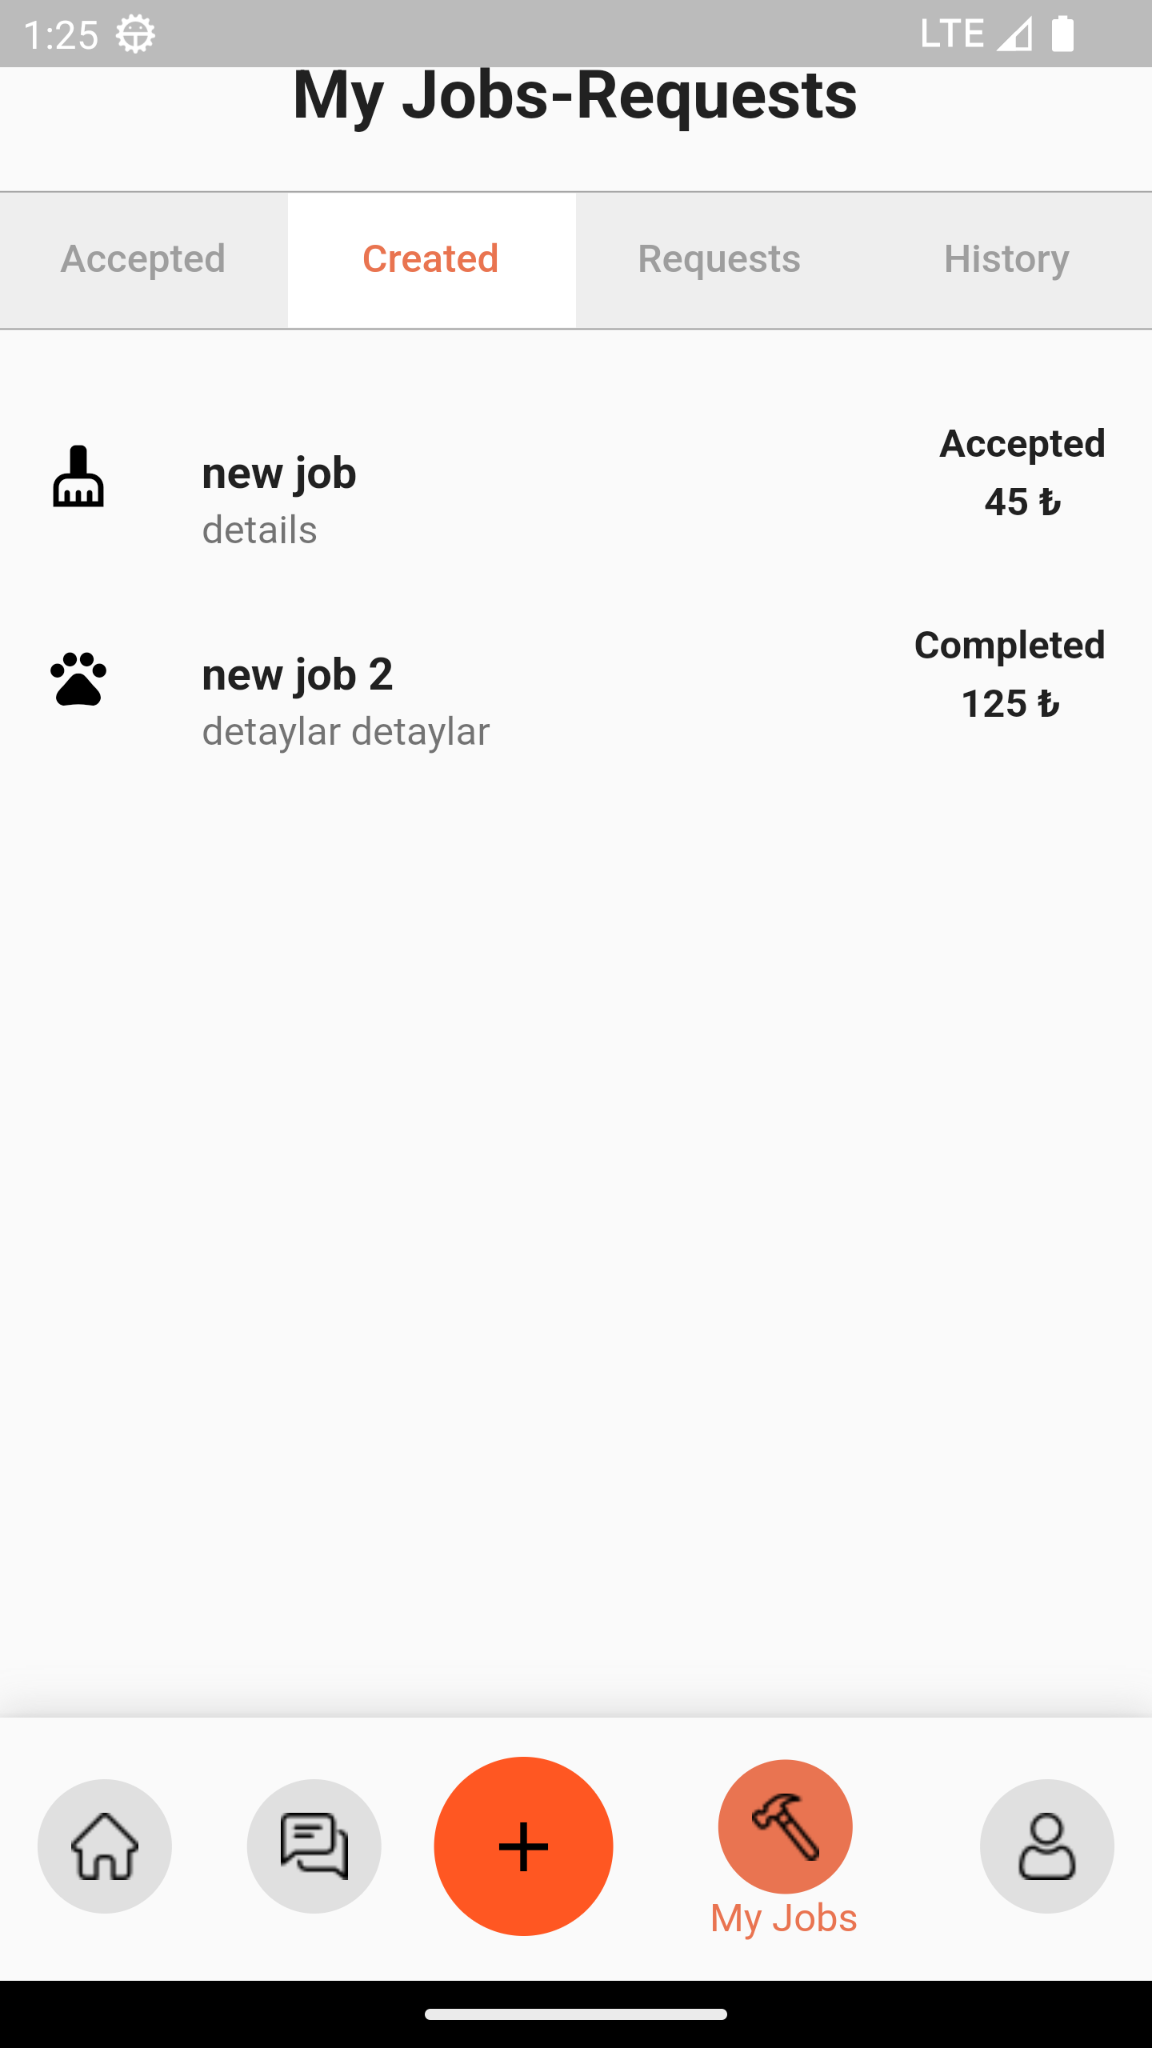 1:25 LTE
My Jobs-Requests
Accepted Created Requests History
new job
details
Accepted
45 ₺
new job 2
detaylar detaylar
Completed
125 ₺
My Jobs